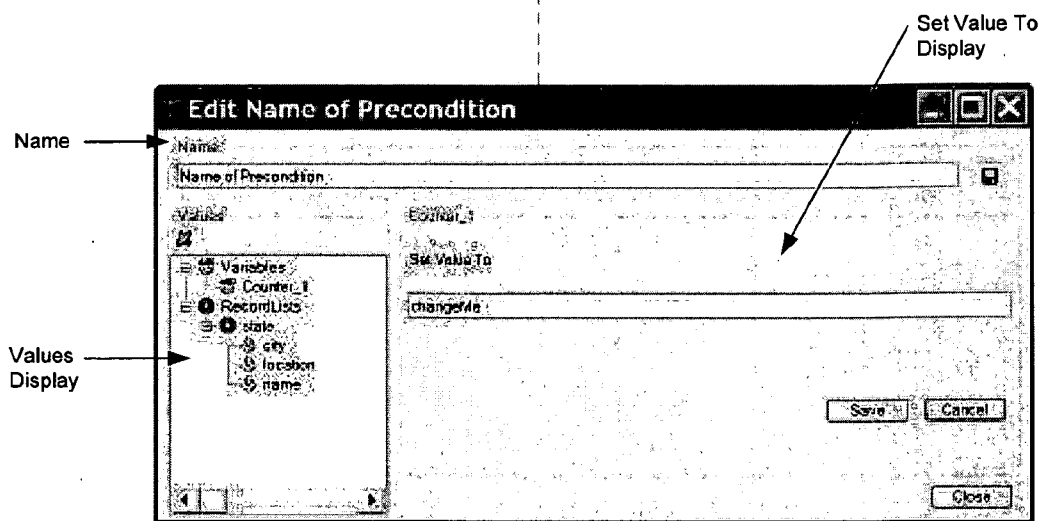 Set Value To
Display
Edit Name of Precondition
Name
Name
Name of Precondition
Values
Counter_1
Set Value To
Variables
Counter_1
RecordLists
state
city
location
name
changeMe
Values
Display
Save
Cancel
Close